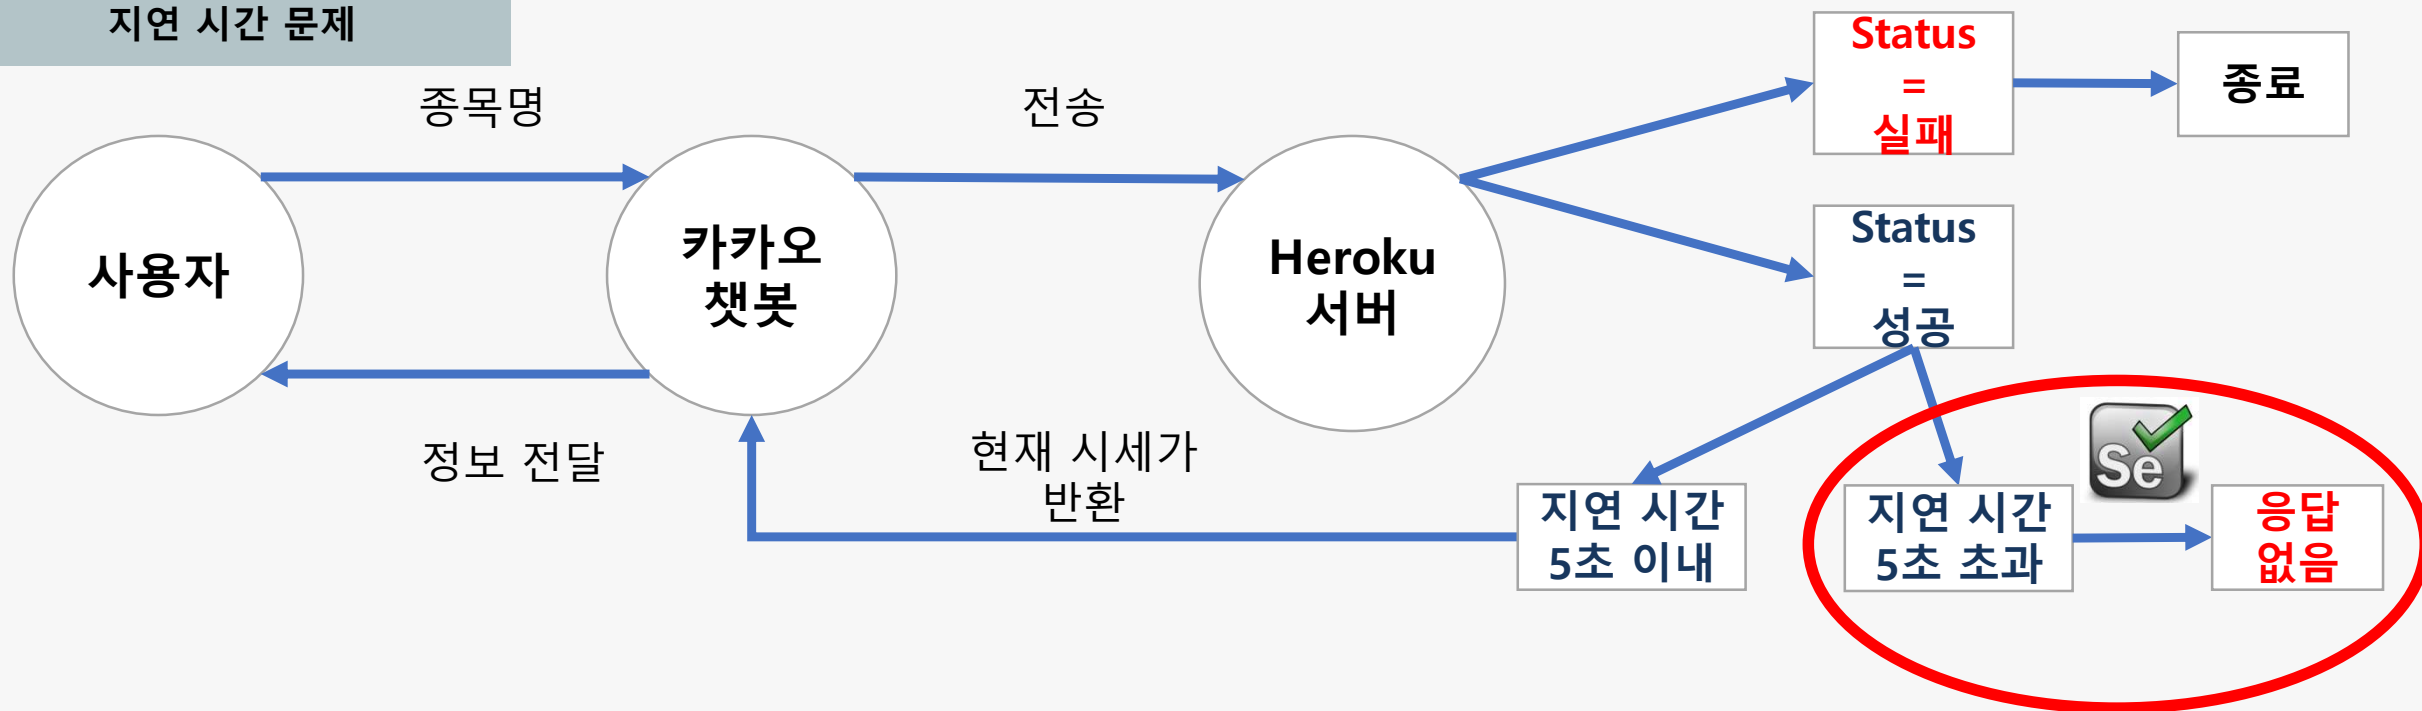 지연 시간 문제
종목명
전송
사용자
카카오
챗봇
Heroku
서버
Status
=
실패
종료
Status
=
성공
정보 전달
현재 시세가
반환
지연 시간
5초 이내
지연 시간
5초 초과
Se
응답
없음